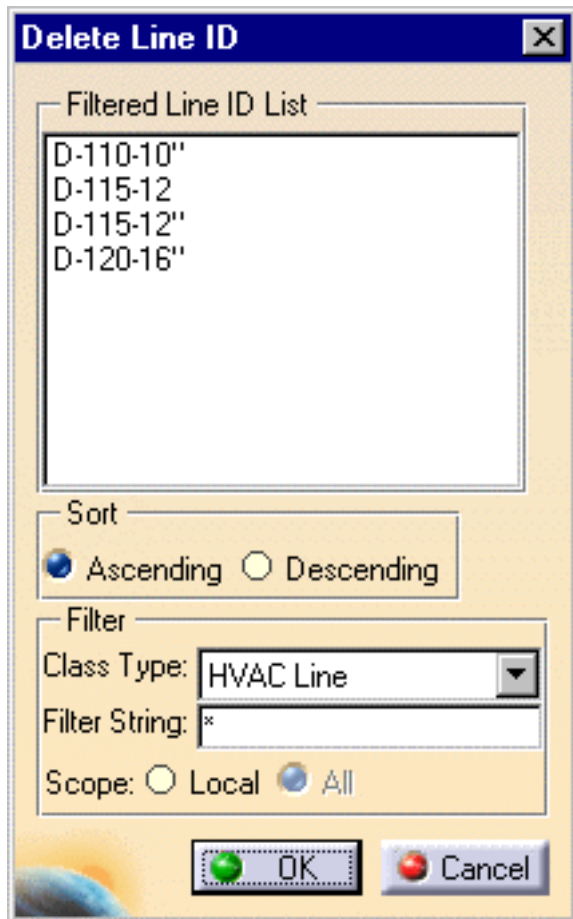 Delete Line ID
Filtered Line ID List
D-110-10"
D-115-12
D-115-12"
D-120-16"
Sort
Ascending Descending
Filter
Class Type: HVAC Line
Filter String: *
Scope: Local All
OK Cancel